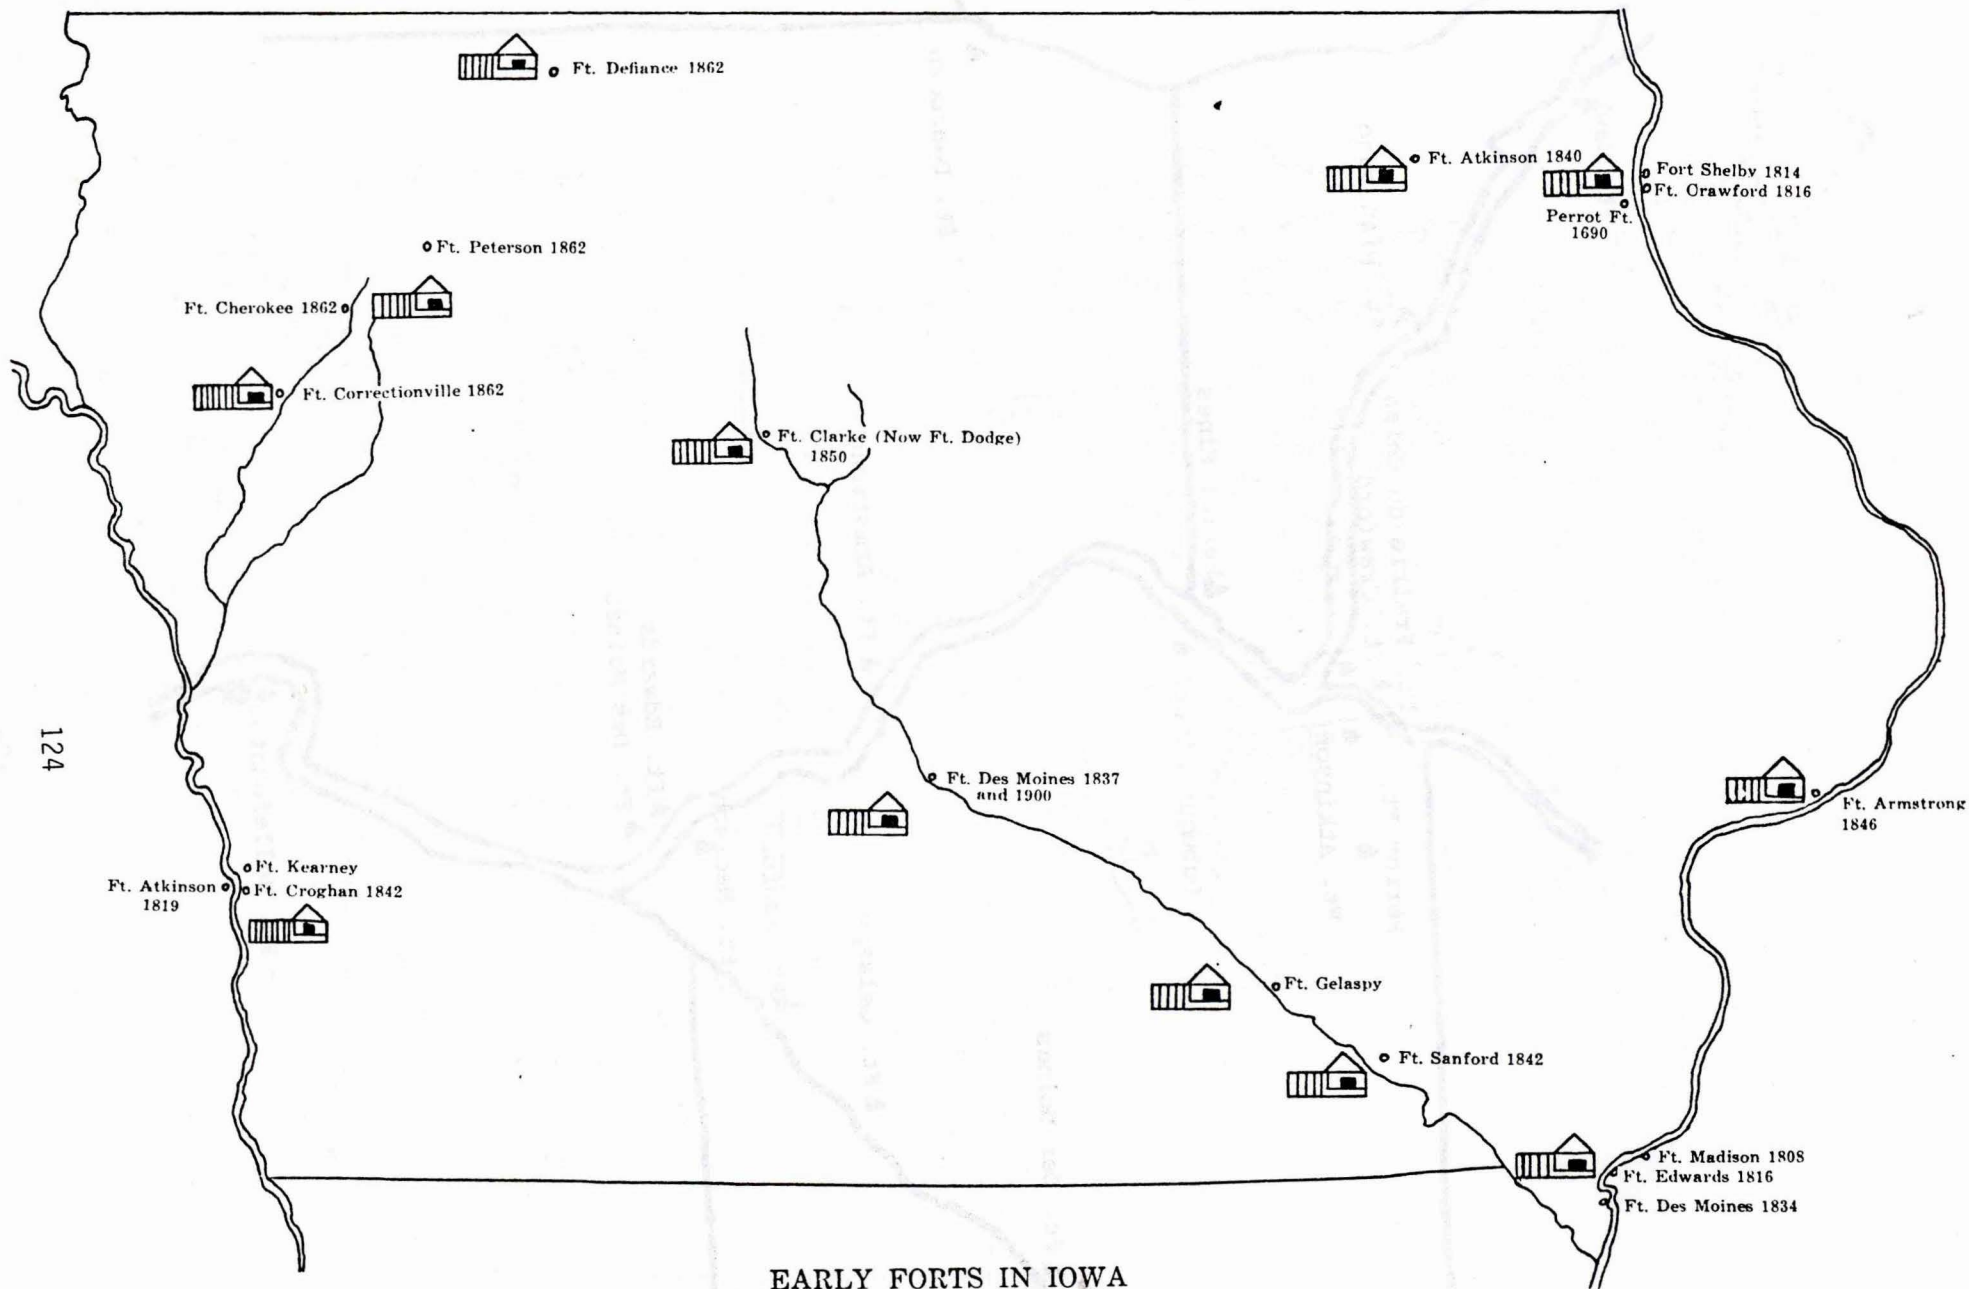 Ft. Defiance 1862
Ft. Atkinson 1840
Fort Shelby 1814
Ft. Orawford 1816
Perrot Ft.
1690
Ft. Peterson 1862
Ft. Cherokee 1862
Ft. Correctionville 1862
Ft. Clarke (Now Ft. Dodge)
1850
124
Ft. Des Moines 1837
and 1900
Ft. Armstrong
1846
Ft. Kearney
Ft. Atkinson
1819
Ft. Croghan 1842
Ft. Gelaspy
Ft. Sanford 1842
Ft. Madison 1808
Ft. Edwards 1816
Ft. Des Moines 1834
EARLY FORTS IN IOWA